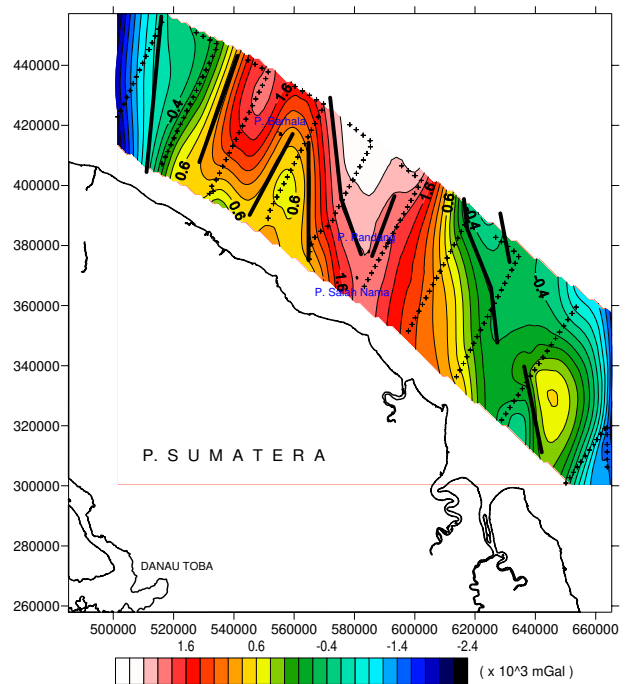 440000
420000
400000
380000
360000
340000
320000
300000
280000
260000
-0.4
1.6
P. Berhala
0.6
0.6
0.6
1.6
0.6
-0.4
P. Pandang
-0.4
1.6
P. Salah Nama
P. S U M A T E R A
DANAU TOBA
500000 520000 540000 560000 580000 600000 620000 640000 660000
1.6 0.6 -0.4 -1.4 -2.4
( x 10^3 mGal )